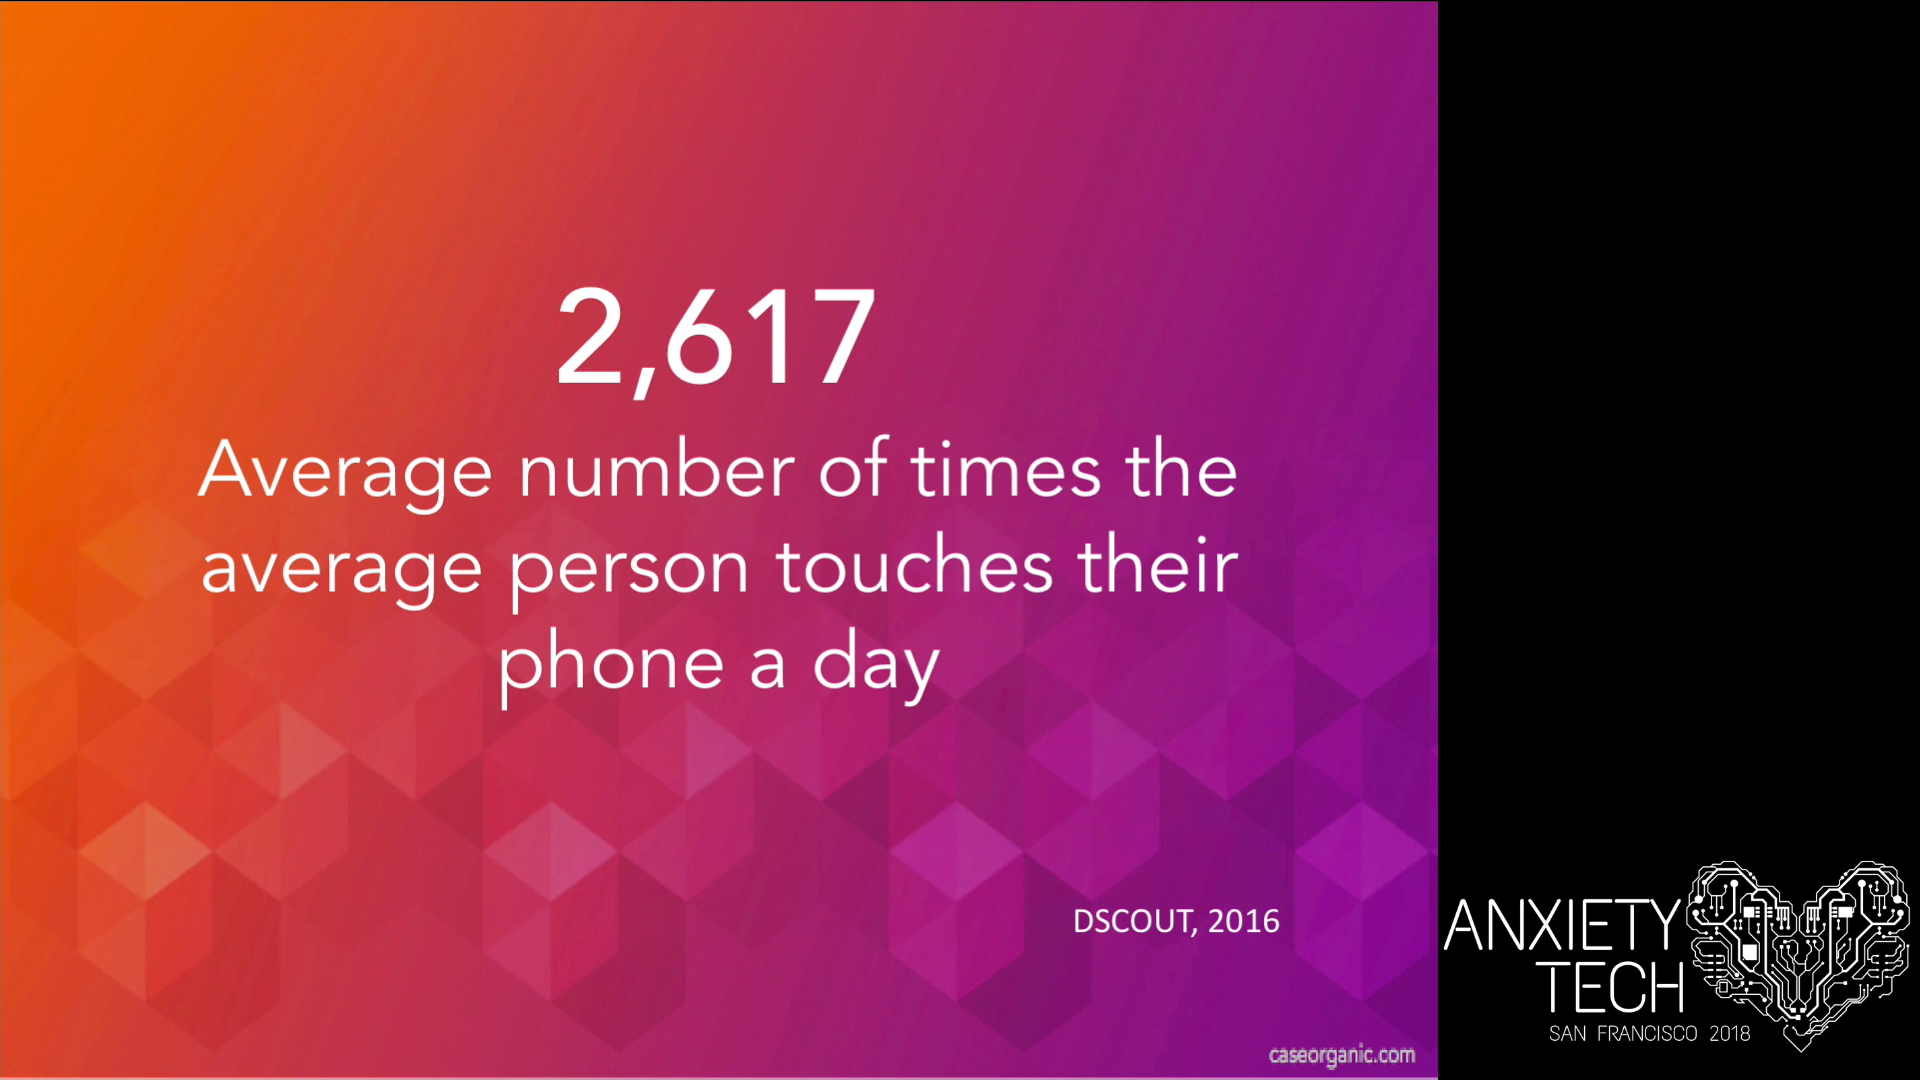 2,617
Average number of times the
average person touches their
phone a day
DSCOUT, 2016
caseorganic.com
ANXIETY
TECH
SAN FRANCISCO 2018